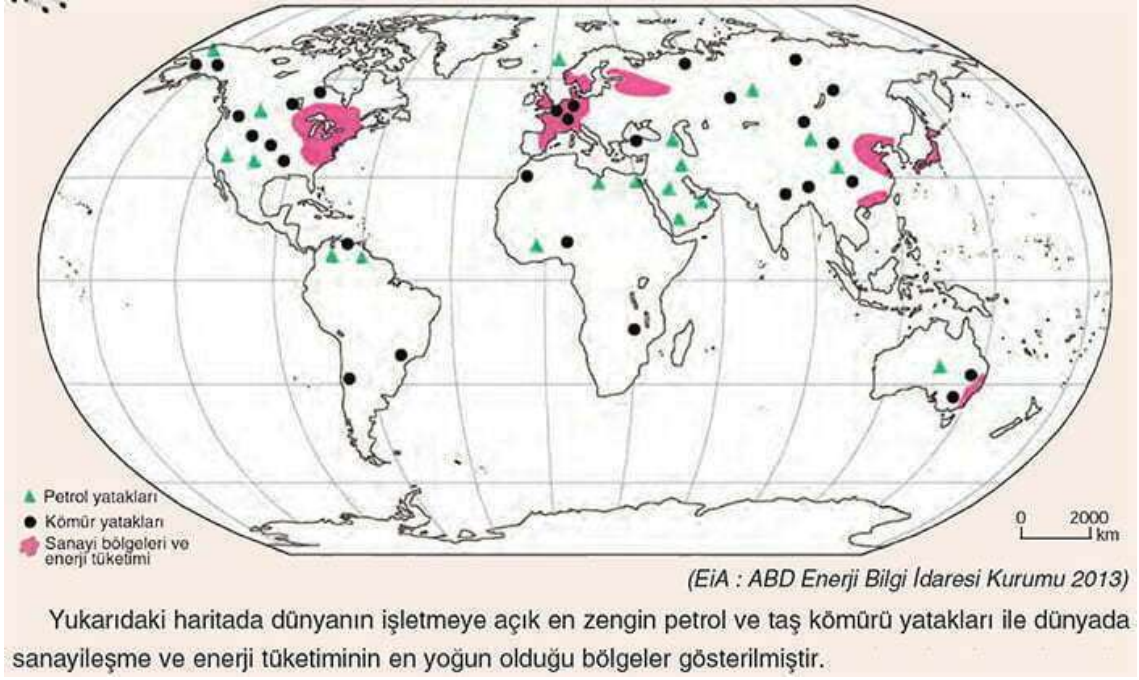 Petrol yatakları
Kömür yatakları
Sanayi bölgeleri ve
enerji tüketimi
0 2000
km
(EiA : ABD Enerji Bilgi İdaresi Kurumu 2013)
Yukarıdaki haritada dünyanın işletmeye açık en zengin petrol ve taş kömürü yatakları ile dünyada
sanayileşme ve enerji tüketiminin en yoğun olduğu bölgeler gösterilmiştir.